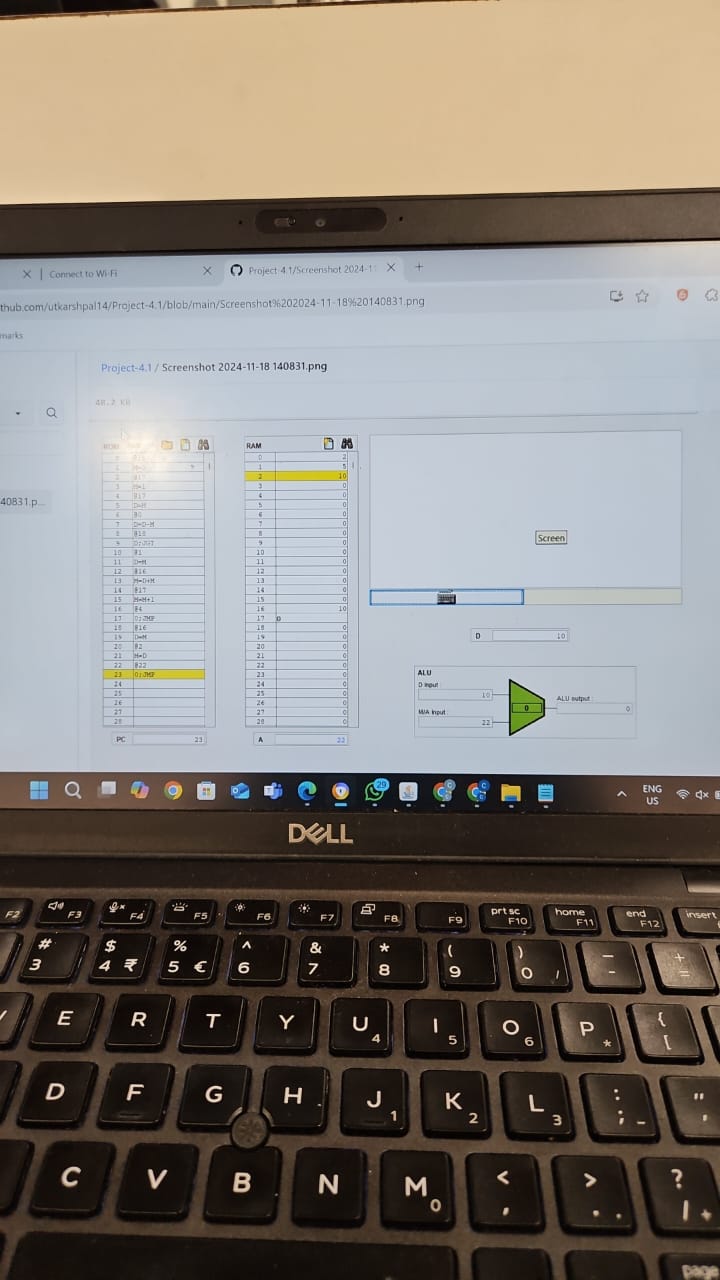 Connect to Wi-Fi
Project-4.1/Screenshot 2024-1
thub.com/utkarshpal14/Project-4.1/blob/main/Screenshot%202024-11-18%20140831.png
marks
Project-4.1 / Screenshot 2024-11-18 140831.png
48.2 KB
40831.p...
RAM
0 2
1 5
2 10
3 0
4 0
5 0
6 0
7 0
8 0
9 0
10 0
11 0
12 0
13 0
14 0
15 0
16 10
17 0
18 0
19 0
20 0
21 0
22 0
23 0
24 0
25 0
26 0
27 0
28 0
2 @17
3 M=1
4 @17
5 D=M
6 @0
7 D=D-M
8 @18
9 D;JGT
10 @1
11 D=M
12 @16
13 M=D+M
14 @17
15 M=M+1
16 @4
17 0;JMP
18 @16
19 D=M
20 @2
21 M=D
22 @22
23 0;JMP
24
25
26
27
28
PC 23
A 22
Screen
D 10
ALU
D Input :
10
M/A Input :
22
0
ALU output :
0
29
ENG
US
DELL
F2 F3 F4 F5 F6 F7 F8 F9 prt sc F10 home F11 end F12 insert
# 3 $ 4 ₹ % 5 € ^ 6 & 7 * 8 ( 9 ) 0 / _ - + =
E R T Y U 4 I 5 O 6 P * { [
D F G H J 1 K 2 L 3 : ; - "
C V B N M 0 < , > . . ? / +
page